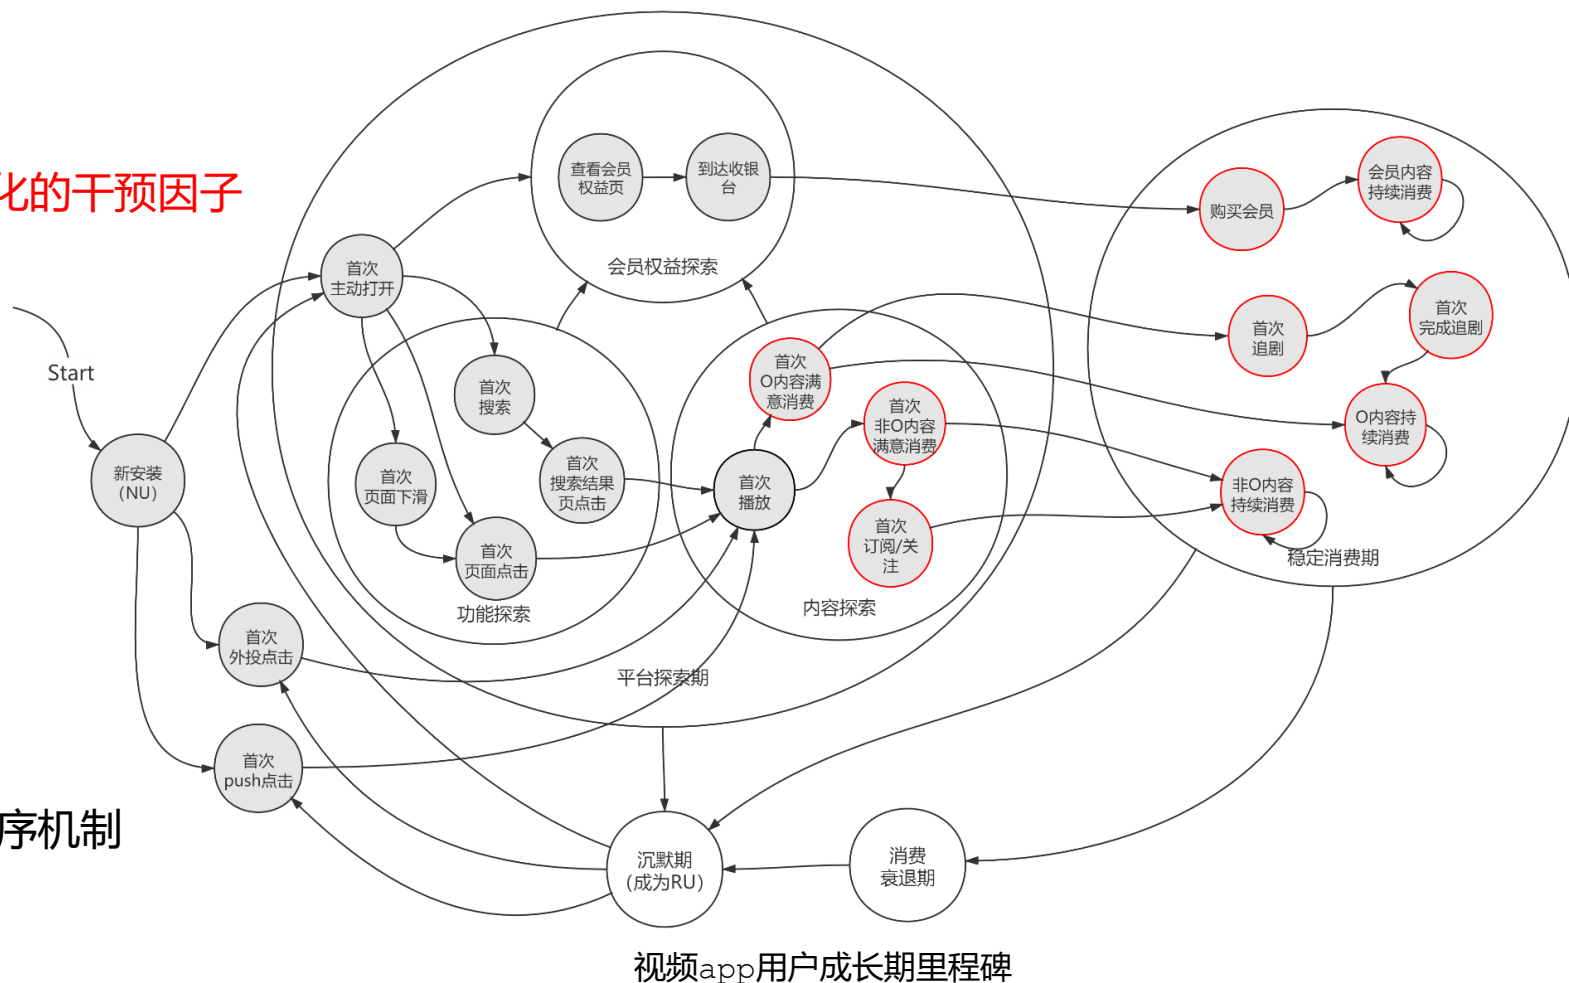 化的干预因子
序机制
Start
新安装
（NU）
首次
主动打开
查看会员
权益页
到达收银
台
会员权益探索
首次
搜索
首次
搜索结果
页点击
首次
页面下滑
首次
页面点击
功能探索
首次
O内容满
意消费
首次
非O内容
满意消费
首次
播放
首次
订阅/关
注
内容探索
平台探索期
首次
外投点击
首次
push点击
购买会员
会员内容
持续消费
首次
追剧
首次
完成追剧
O内容持
续消费
非O内容
持续消费
稳定消费期
沉默期
（成为RU）
消费
衰退期
视频app用户成长期里程碑